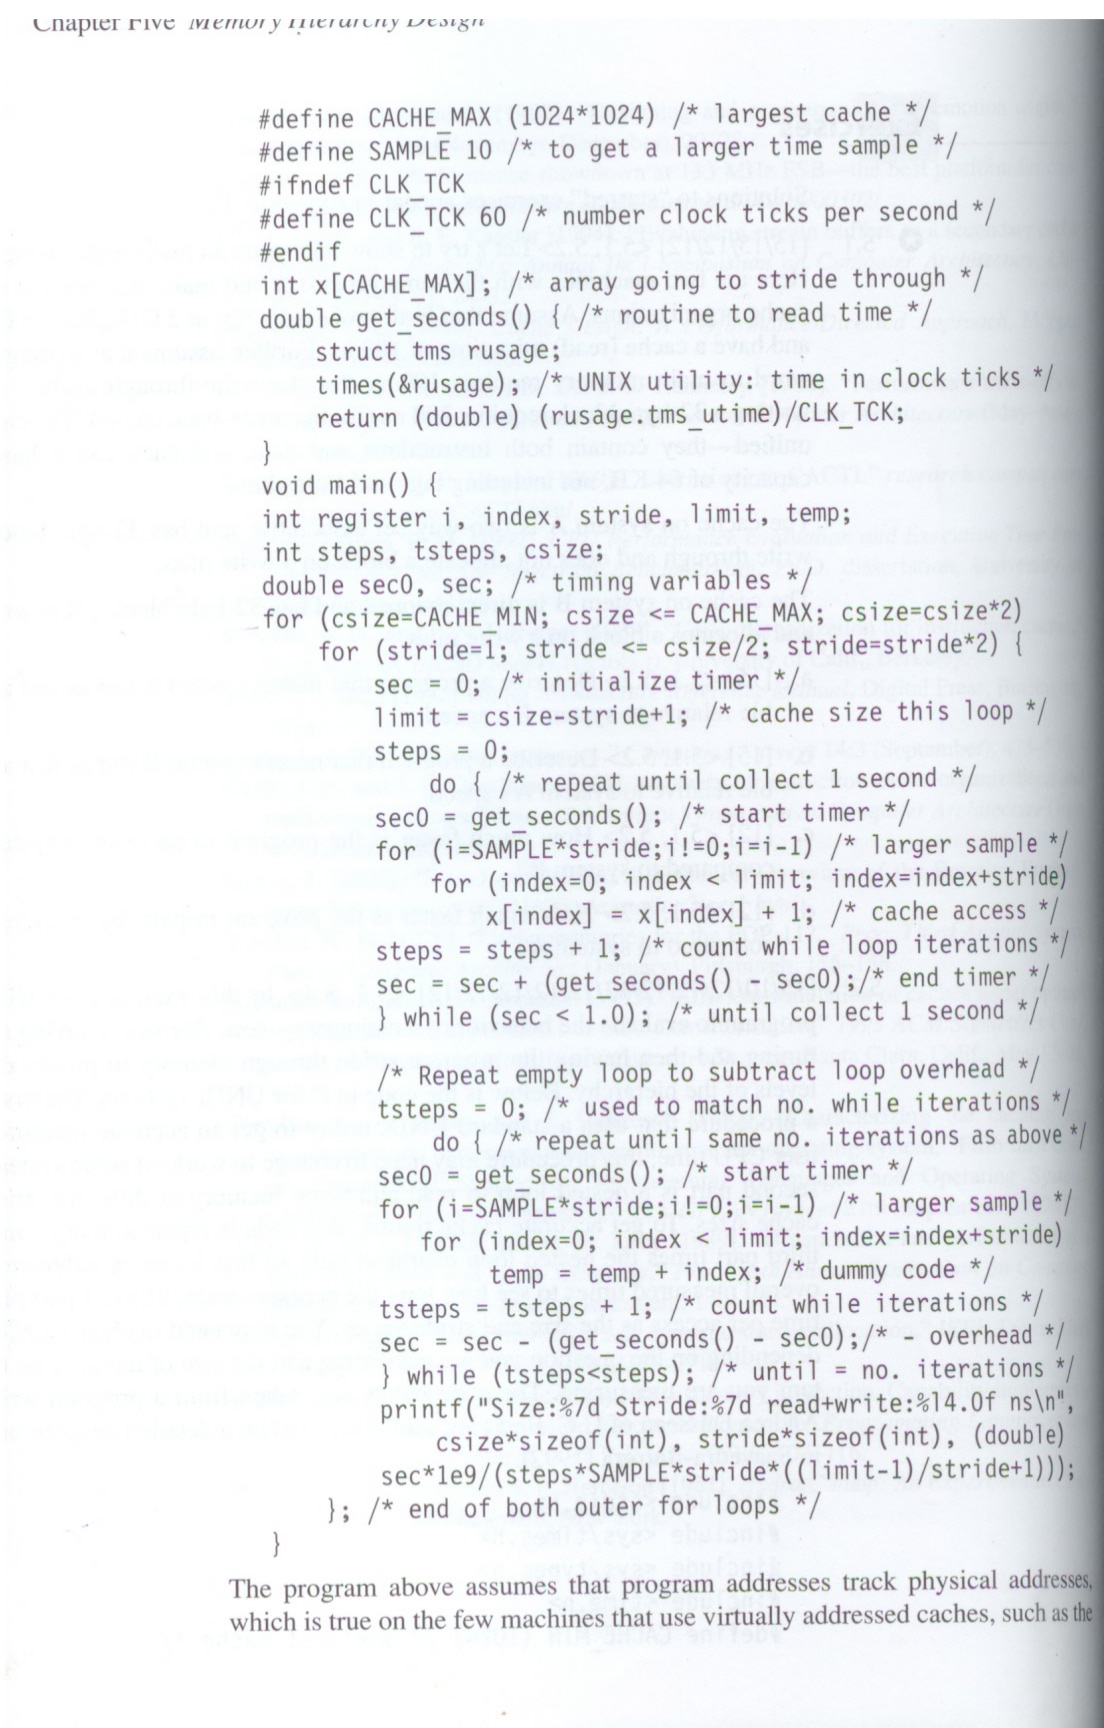 Chapter Five Memory Hierarchy Design
#define CACHE_MAX (1024*1024) /* largest cache */
#define SAMPLE 10 /* to get a larger time sample */
#ifndef CLK_TCK
#define CLK_TCK 60 /* number clock ticks per second */
#endif
int x[CACHE_MAX]; /* array going to stride through */
double get_seconds() { /* routine to read time */
struct tms rusage;
times(&rusage); /* UNIX utility: time in clock ticks */
return (double) (rusage.tms_utime)/CLK_TCK;
}
void main() {
int register i, index, stride, limit, temp;
int steps, tsteps, csize;
double sec0, sec; /* timing variables */
for (csize=CACHE_MIN; csize <= CACHE_MAX; csize=csize*2)
for (stride=1; stride <= csize/2; stride=stride*2) {
sec = 0; /* initialize timer */
limit = csize-stride+1; /* cache size this loop */
steps = 0;
do { /* repeat until collect 1 second */
sec0 = get_seconds(); /* start timer */
for (i=SAMPLE*stride;i!=0;i=i-1) /* larger sample */
for (index=0; index < limit; index=index+stride)
x[index] = x[index] + 1; /* cache access */
steps = steps + 1; /* count while loop iterations */
sec = sec + (get_seconds() - sec0);/* end timer */
} while (sec < 1.0); /* until collect 1 second */
/* Repeat empty loop to subtract loop overhead */
tsteps = 0; /* used to match no. while iterations */
do { /* repeat until same no. iterations as above */
sec0 = get_seconds(); /* start timer */
for (i=SAMPLE*stride;i!=0;i=i-1) /* larger sample */
for (index=0; index < limit; index=index+stride)
temp = temp + index; /* dummy code */
tsteps = tsteps + 1; /* count while iterations */
sec = sec - (get_seconds() - sec0);/* - overhead */
} while (tsteps<steps); /* until = no. iterations */
printf("Size:%7d Stride:%7d read+write:%14.0f ns\n",
csize*sizeof(int), stride*sizeof(int), (double)
sec*1e9/(steps*SAMPLE*stride*((limit-1)/stride+1)));
}; /* end of both outer for loops */
}
The program above assumes that program addresses track physical addresses,
which is true on the few machines that use virtually addressed caches, such as the